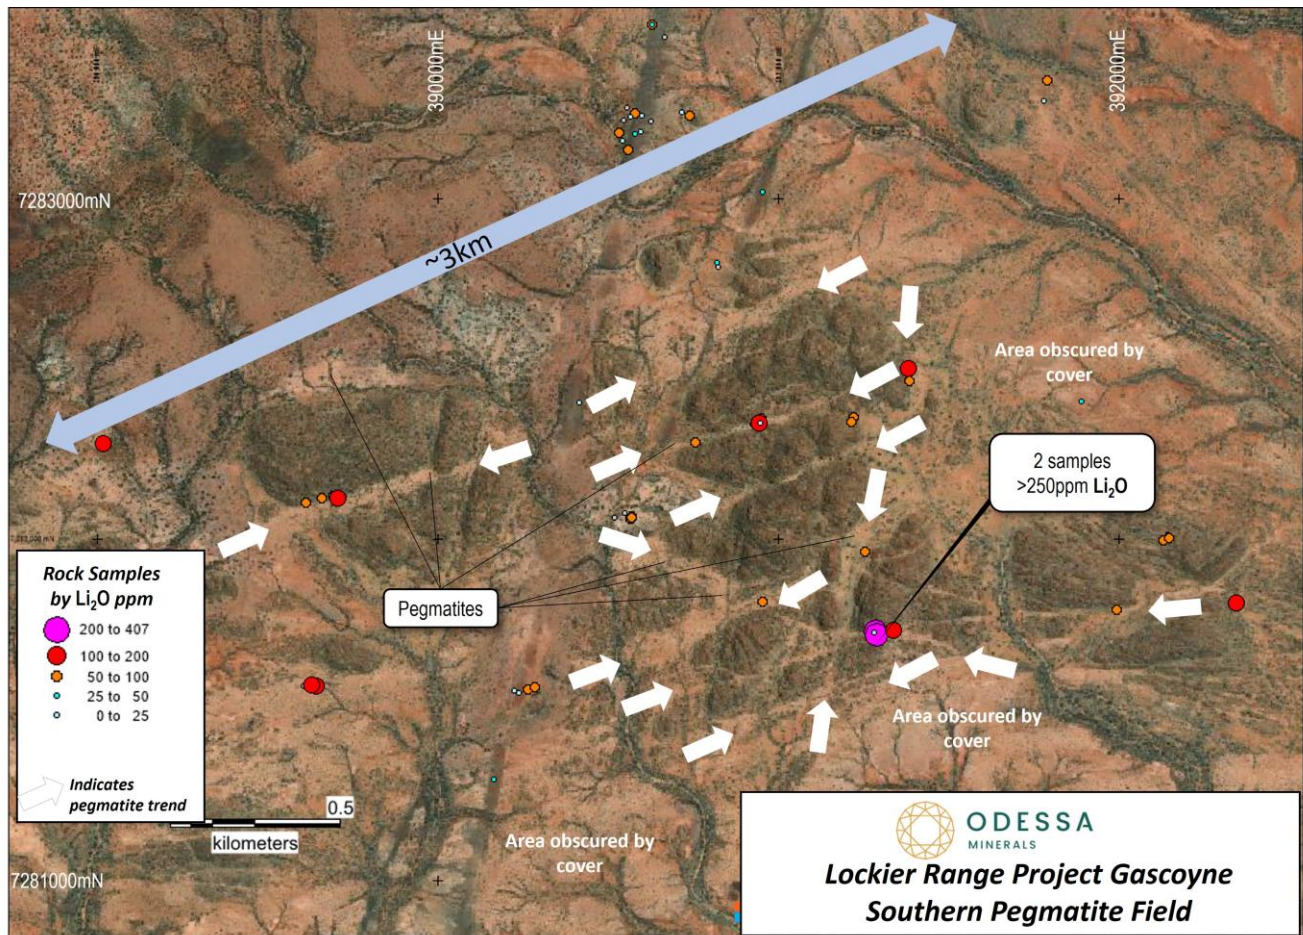 390000mE
392000mE
7283000mN
~3km
Area obscured by
cover
2 samples
>250ppm Li₂O
Pegmatites
Rock Samples
by Li₂O ppm
200 to 407
100 to 200
50 to 100
25 to 50
0 to 25
Indicates
pegmatite trend
0.5
kilometers
Area obscured by
cover
Area obscured by
cover
7281000mN
ODESSA
MINERALS
Lockier Range Project Gascoyne
Southern Pegmatite Field